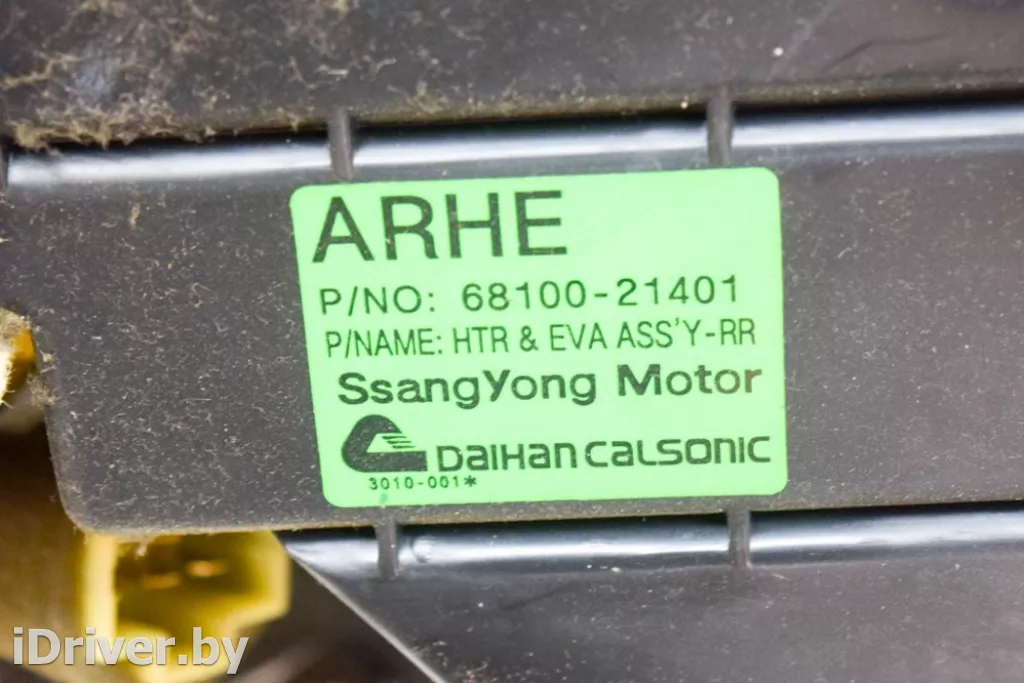 ARHE
P/NO: 68100-21401
P/NAME: HTR & EVA ASS'Y-RR
SsangYong Motor
DAIHAN CALSONIC
3010-001*
iDriver.by